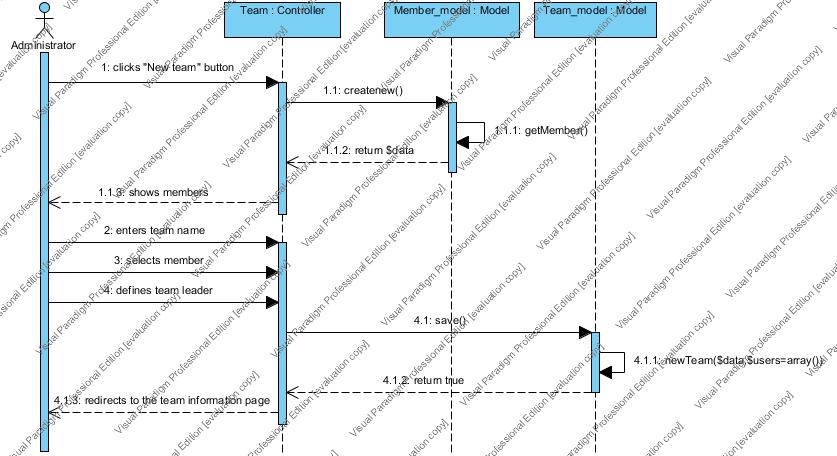 Team : Controller
Member_model : Model
Team_model : Model
Administrator
1: clicks "New team" button
1.1: createnew()
1.1.1: getMember()
1.1.2: return $data
1.1.3: shows members
2: enters team name
3: selects member
4: defines team leader
4.1: save()
4.1.1: newTeam($data,$users=array())
4.1.2: return true
4.1.3: redirects to the team information page
Visual Paradigm Professional Edition [evaluation copy]